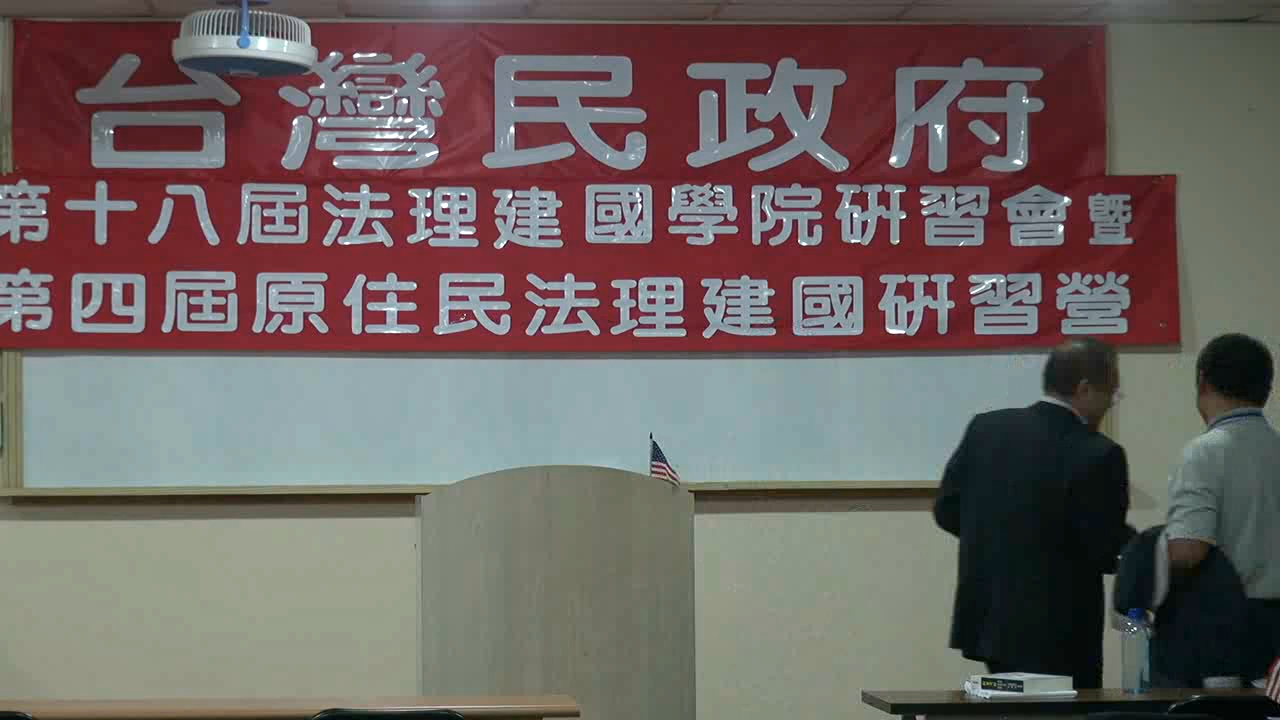 台灣民政府
第十八屆法理建國學院研習會暨
第四屆原住民法理建國研習營